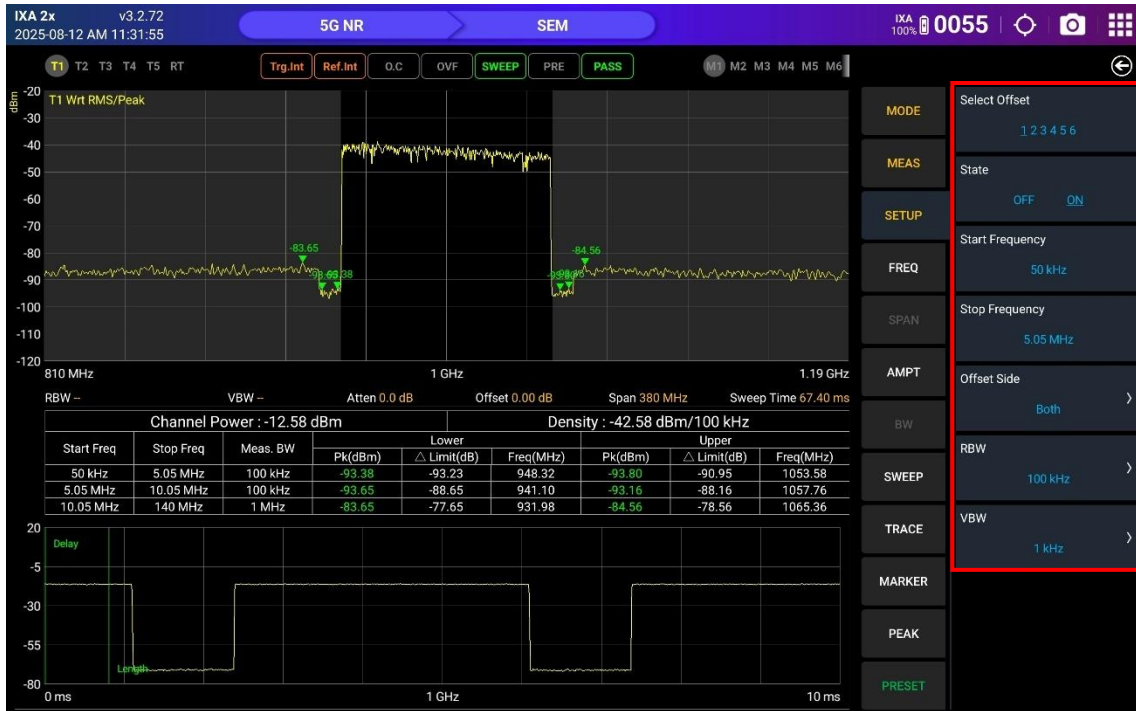 IXA 2x v3.2.72
2025-08-12 AM 11:31:55
5G NR SEM
IXA 100% 0055
T1 T2 T3 T4 T5 RT
Trg.Int Ref.Int O.C OVF SWEEP PRE PASS
M1 M2 M3 M4 M5 M6
dBm
T1 Wrt RMS/Peak
-20
-30
-40
-50
-60
-70
-80
-90
-100
-110
-120
-83.65
-84.56
810 MHz 1 GHz 1.19 GHz
RBW -- VBW -- Atten 0.0 dB Offset 0.00 dB Span 380 MHz Sweep Time 67.40 ms
Channel Power : -12.58 dBm Density : -42.58 dBm/100 kHz
Start Freq Stop Freq Meas. BW Lower Upper
Pk(dBm) △ Limit(dB) Freq(MHz) Pk(dBm) △ Limit(dB) Freq(MHz)
50 kHz 5.05 MHz 100 kHz -93.38 -93.23 948.32 -93.80 -90.95 1053.58
5.05 MHz 10.05 MHz 100 kHz -93.65 -88.65 941.10 -93.16 -88.16 1057.76
10.05 MHz 140 MHz 1 MHz -83.65 -77.65 931.98 -84.56 -78.56 1065.36
20
-5
-30
-55
-80
Delay
Length
0 ms 1 GHz 10 ms
MODE
MEAS
SETUP
FREQ
SPAN
AMPT
BW
SWEEP
TRACE
MARKER
PEAK
PRESET
Select Offset
1 2 3 4 5 6
State
OFF ON
Start Frequency
50 kHz
Stop Frequency
5.05 MHz
Offset Side
Both
RBW
100 kHz
VBW
1 kHz